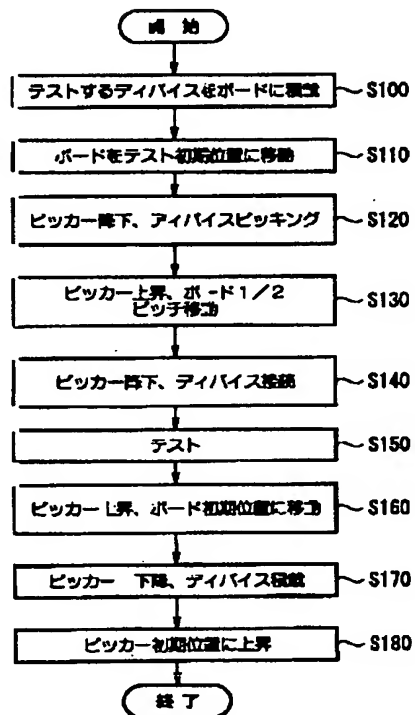 開 始
テストするディバイスをボードに積載
S100
ボードをテスト初期位置に移動
S110
ピッカー降下、ディバイスピッキング
S120
ピッカー上昇、ボード1/2
ピッチ移動
S130
ピッカー降下、ディバイス接続
S140
テスト
S150
ピッカー上昇、ボード初期位置に移動
S160
ピッカー 下降、ディバイス積載
S170
ピッカー初期位置に上昇
S180
終 了